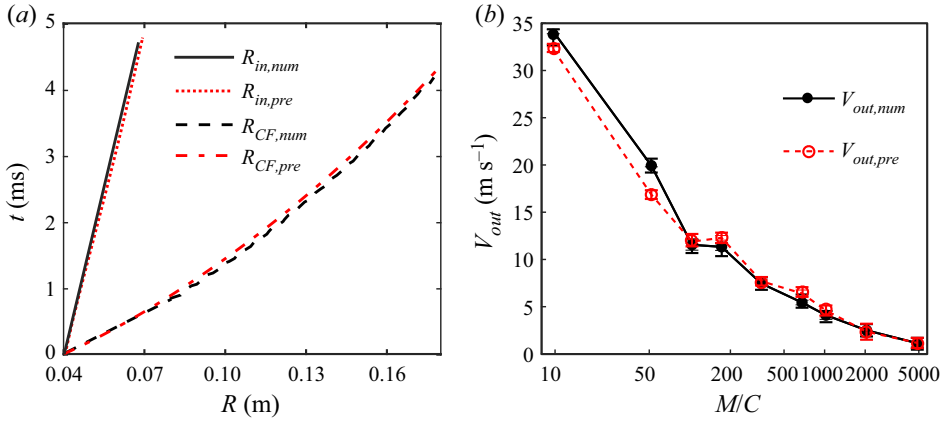 (a)
5
4
3
2
1
0
t (ms)
0.04 0.07 0.10 0.13 0.16
R (m)
R_in,num
R_in,pre
R_CF,num
R_CF,pre
(b)
40
35
30
25
20
15
10
5
0
V_out (m s⁻¹)
10 50 200 500 1000 2000 5000
M/C
V_out,num
V_out,pre